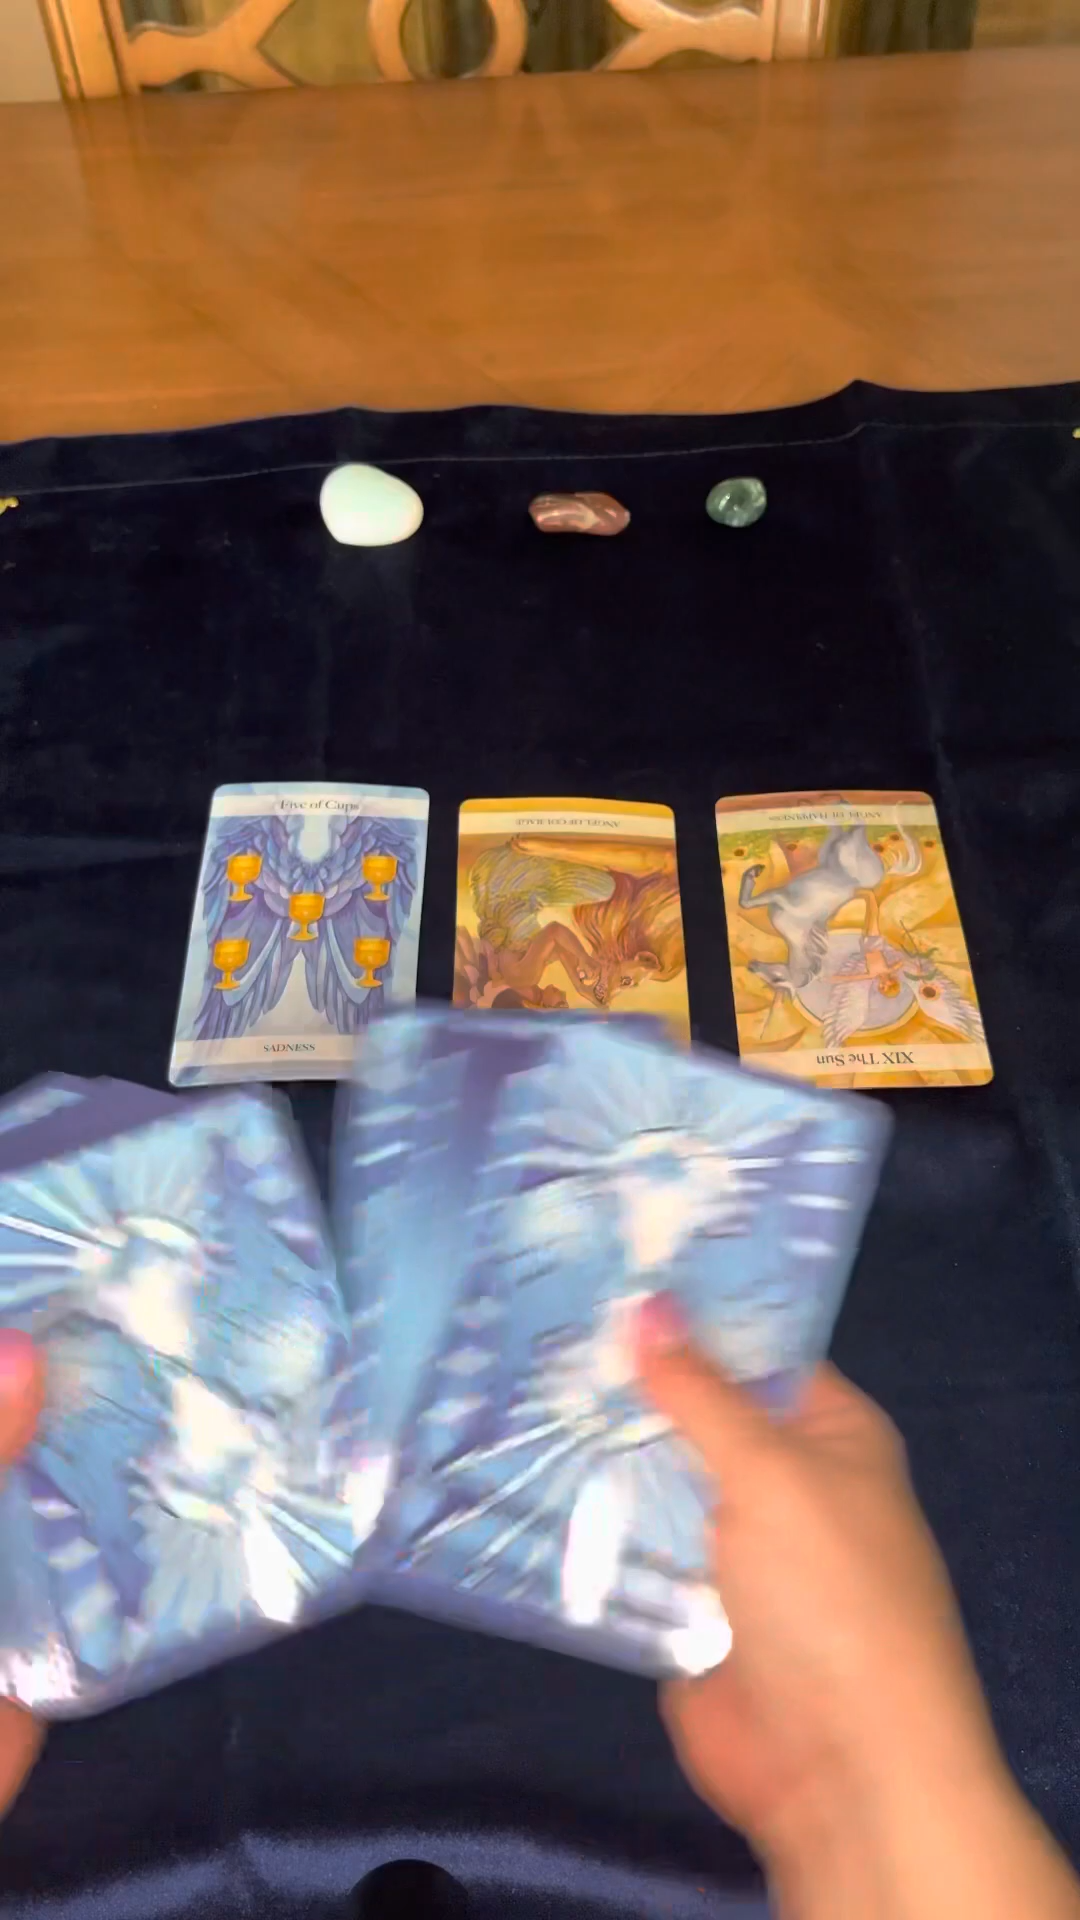 Five of Cups
SADNESS
ANGEL OF COURAGE
ANGEL OF HAPPINESS
XIX The Sun